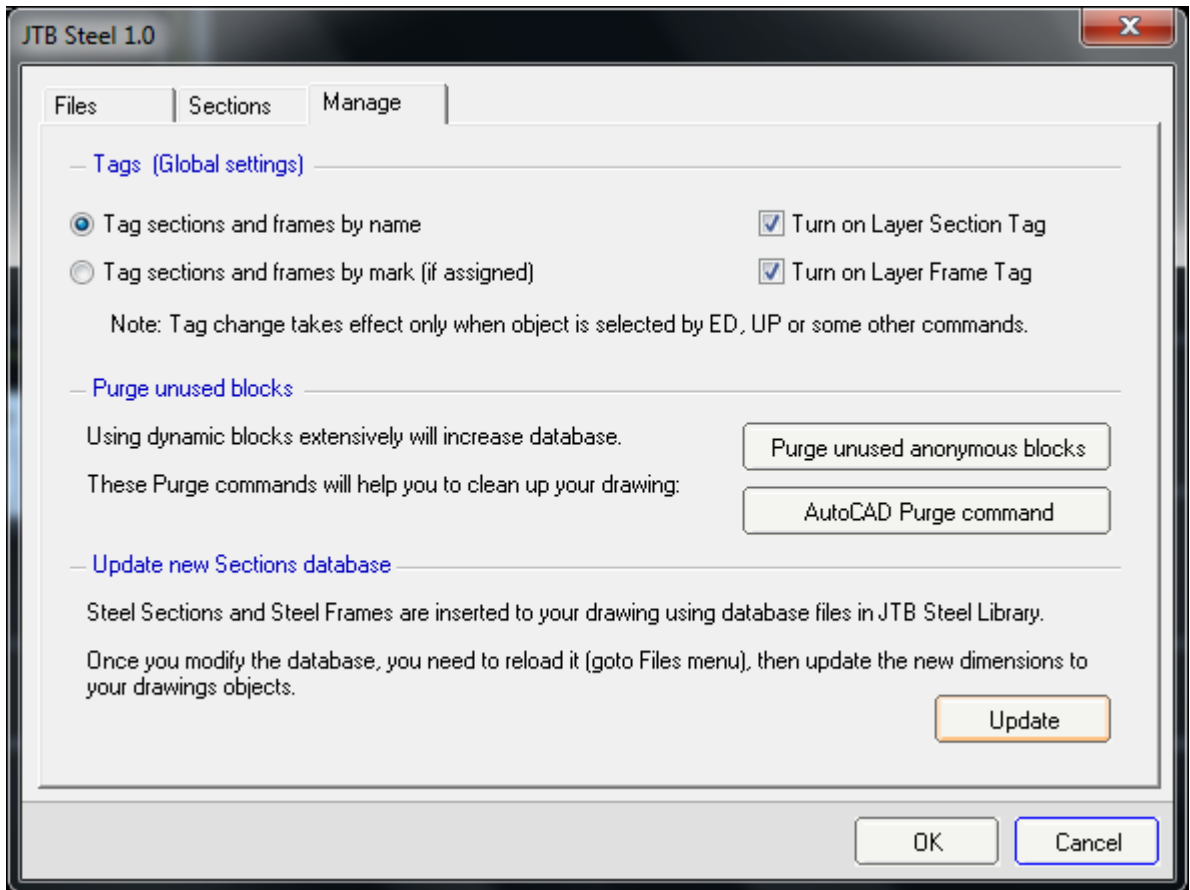 JTB Steel 1.0
Files Sections Manage
Tags (Global settings)
Tag sections and frames by name
Turn on Layer Section Tag
Tag sections and frames by mark (if assigned)
Turn on Layer Frame Tag
Note: Tag change takes effect only when object is selected by ED, UP or some other commands.
Purge unused blocks
Using dynamic blocks extensively will increase database.
Purge unused anonymous blocks
These Purge commands will help you to clean up your drawing:
AutoCAD Purge command
Update new Sections database
Steel Sections and Steel Frames are inserted to your drawing using database files in JTB Steel Library.
Once you modify the database, you need to reload it (goto Files menu), then update the new dimensions to
your drawings objects.
Update
OK Cancel